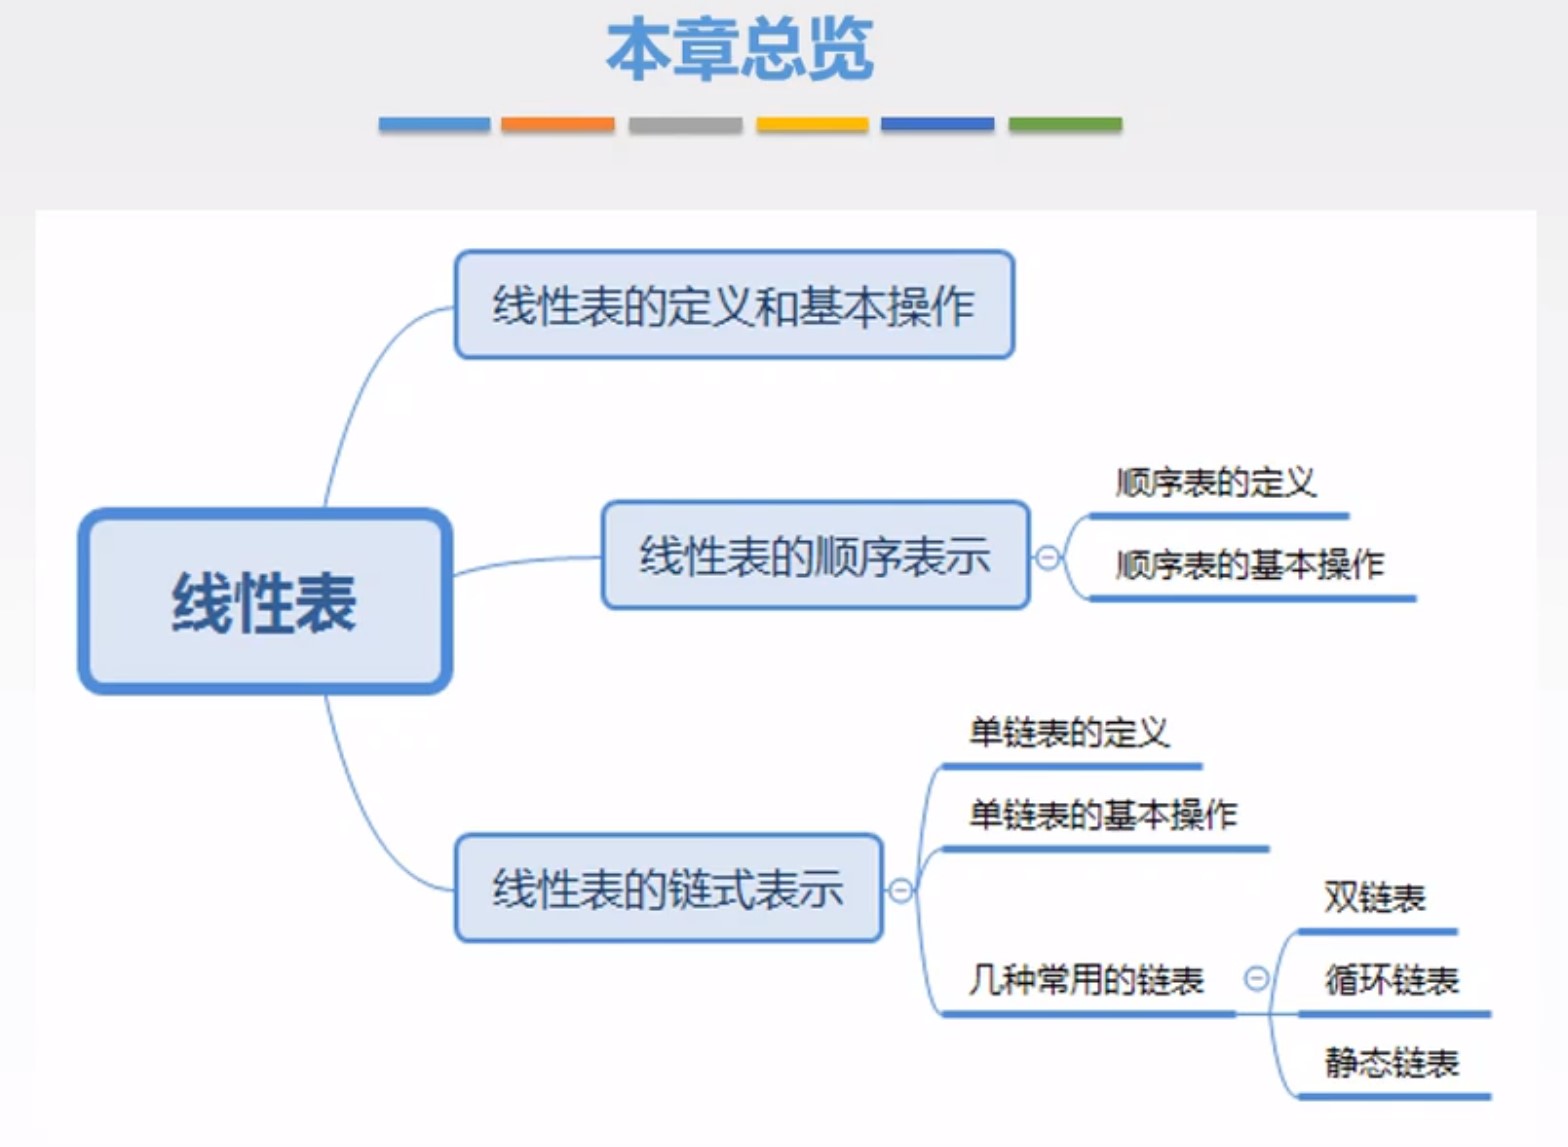 本章总览
线性表的定义和基本操作
线性表
线性表的顺序表示
顺序表的定义
顺序表的基本操作
线性表的链式表示
单链表的定义
单链表的基本操作
几种常用的链表
双链表
循环链表
静态链表